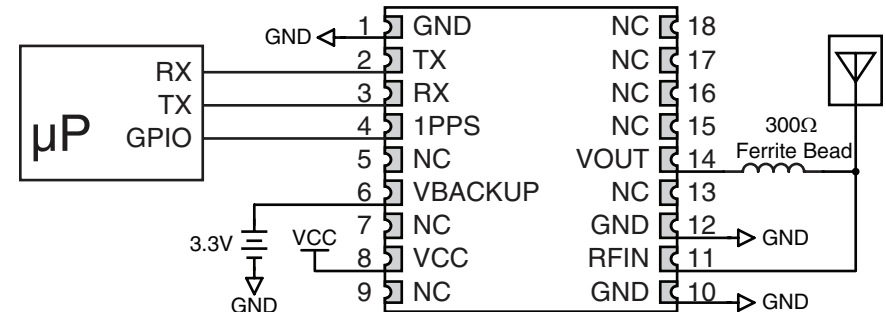 µP
RX
TX
GPIO
GND
1 GND
2 TX
3 RX
4 1PPS
5 NC
6 VBACKUP
7 NC
8 VCC
9 NC
3.3V
GND
VCC
NC 18
NC 17
NC 16
NC 15
VOUT 14
NC 13
GND 12
RFIN 11
GND 10
300Ω
Ferrite Bead
GND
GND